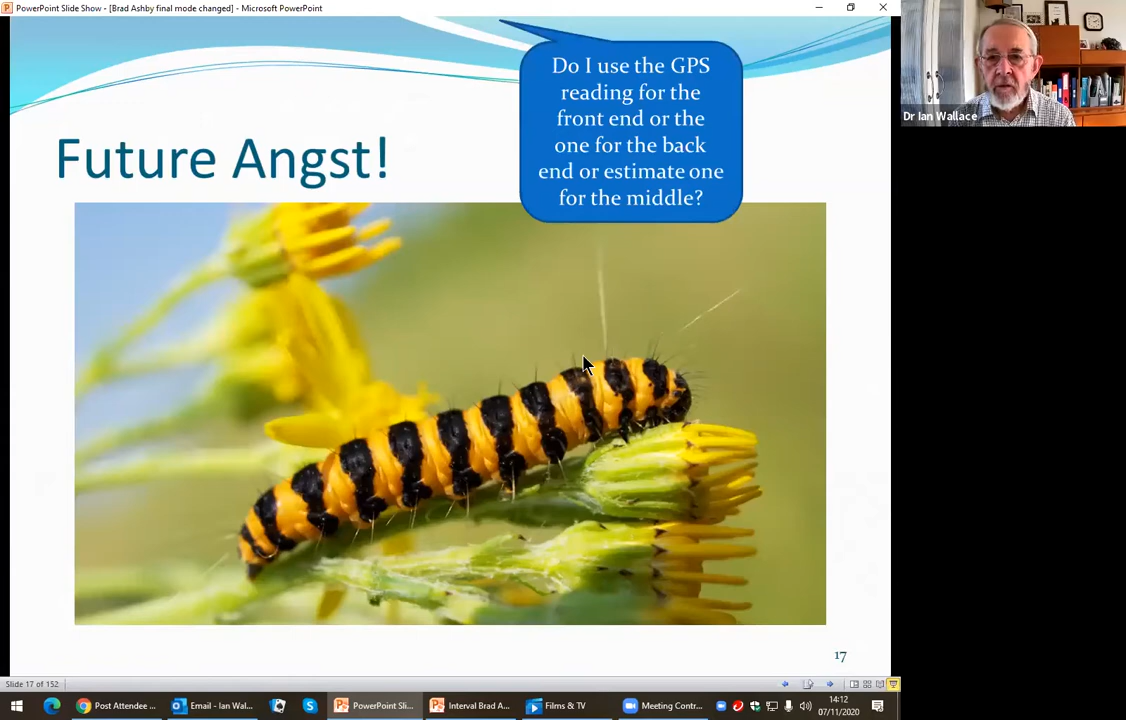 PowerPoint Slide Show - [Brad Ashby final mode changed] - Microsoft PowerPoint
Do I use the GPS
reading for the
front end or the
one for the back
end or estimate one
for the middle?
Future Angst!
Dr Ian Wallace
17
Slide 17 of 152
Post Attendee ...
Email - Ian Wal...
PowerPoint Sli...
Interval Brad A...
Films & TV
Meeting Contr...
14:12
07/11/2020